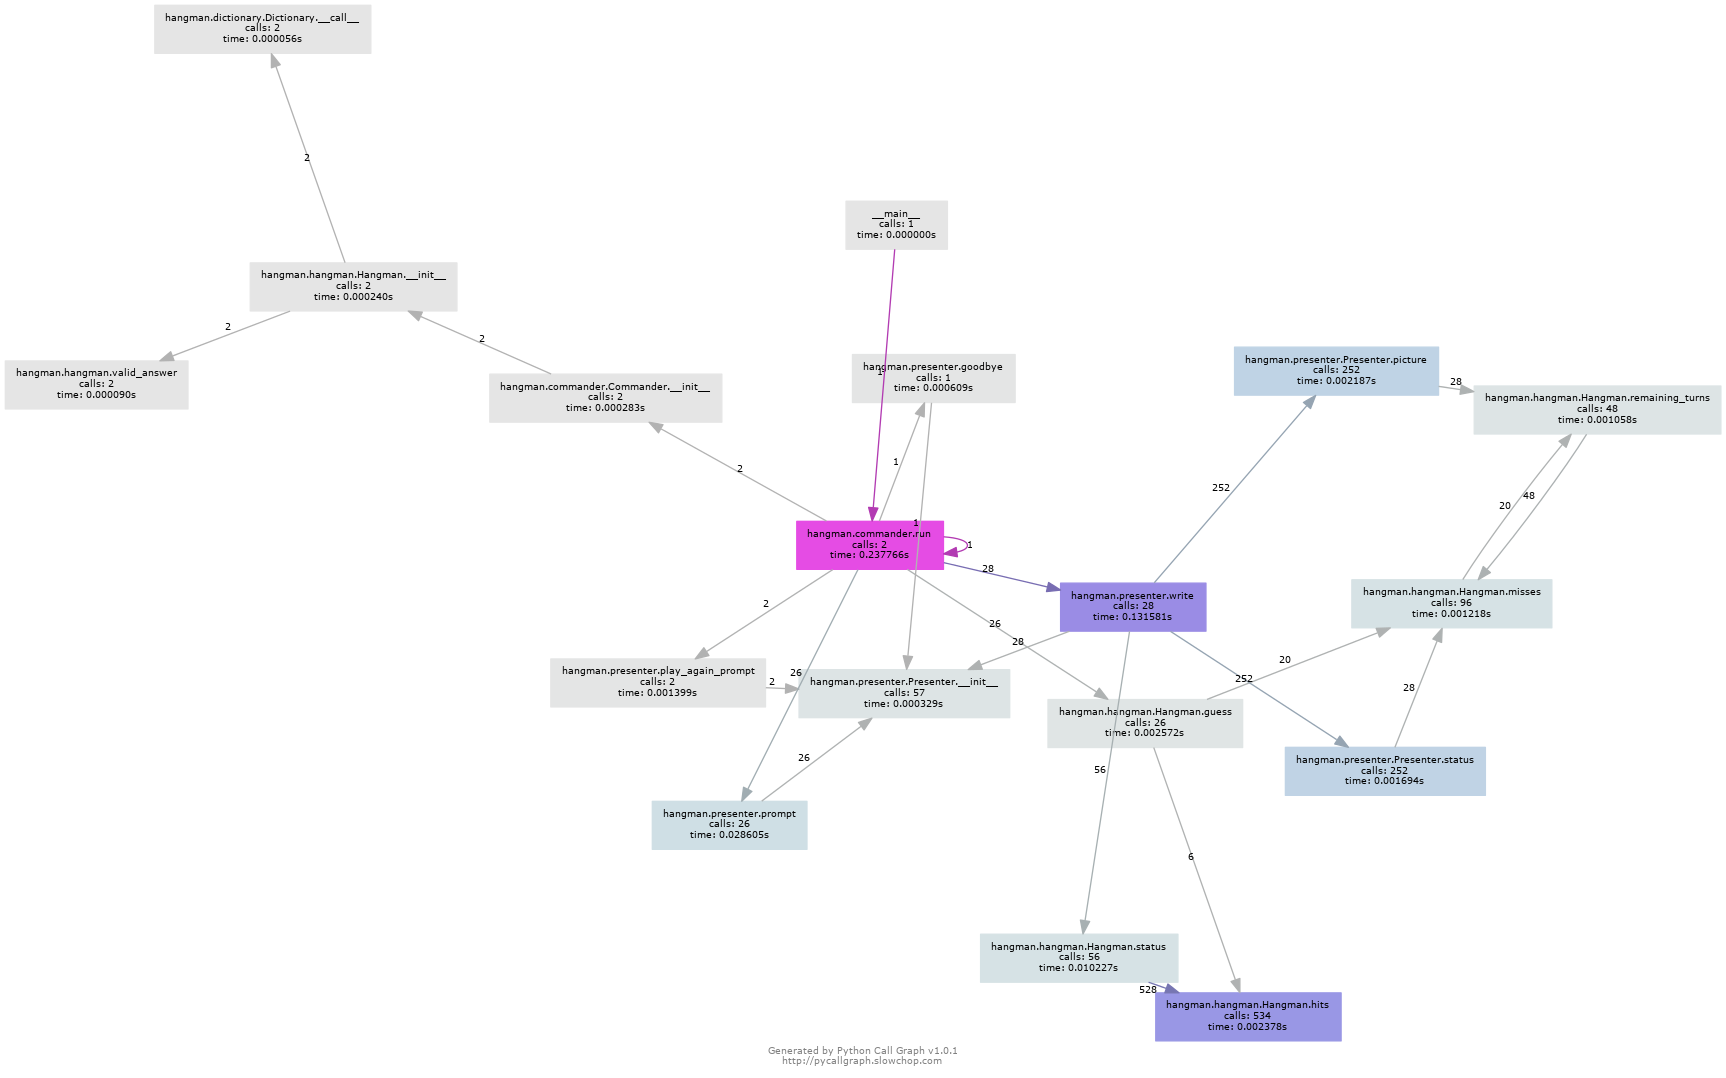 hangman.dictionary.Dictionary.__call__
calls: 2
time: 0.000056s
2
__main__
calls: 1
time: 0.000000s
hangman.hangman.Hangman.__init__
calls: 2
time: 0.000240s
2
2
hangman.hangman.valid_answer
calls: 2
time: 0.000090s
hangman.commander.Commander.__init__
calls: 2
time: 0.000283s
hangman.presenter.goodbye
calls: 1
time: 0.000609s
1
hangman.presenter.Presenter.picture
calls: 252
time: 0.002187s
28
hangman.hangman.Hangman.remaining_turns
calls: 48
time: 0.001058s
2
1
252
20
48
1
hangman.commander.run
calls: 2
time: 0.237766s
1
28
hangman.presenter.write
calls: 28
time: 0.131581s
hangman.hangman.Hangman.misses
calls: 96
time: 0.001218s
2
26
28
20
252
28
26
hangman.presenter.play_again_prompt
calls: 2
time: 0.001399s
2
hangman.presenter.Presenter.__init__
calls: 57
time: 0.000329s
hangman.hangman.Hangman.guess
calls: 26
time: 0.002572s
hangman.presenter.Presenter.status
calls: 252
time: 0.001694s
26
56
hangman.presenter.prompt
calls: 26
time: 0.028605s
6
hangman.hangman.Hangman.status
calls: 56
time: 0.010227s
528
hangman.hangman.Hangman.hits
calls: 534
time: 0.002378s
Generated by Python Call Graph v1.0.1
http://pycallgraph.slowchop.com